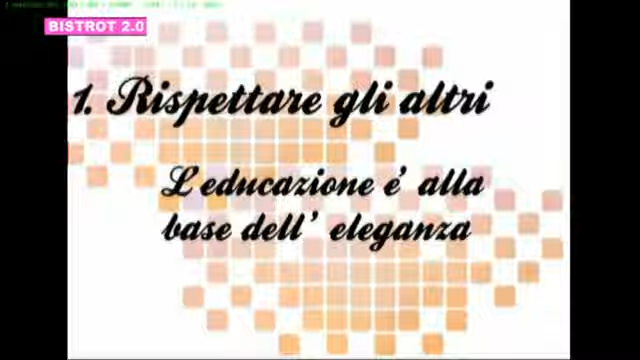 BISTROT 2.0
1. Rispettare gli altri
L'educazione e' alla
base dell' eleganza